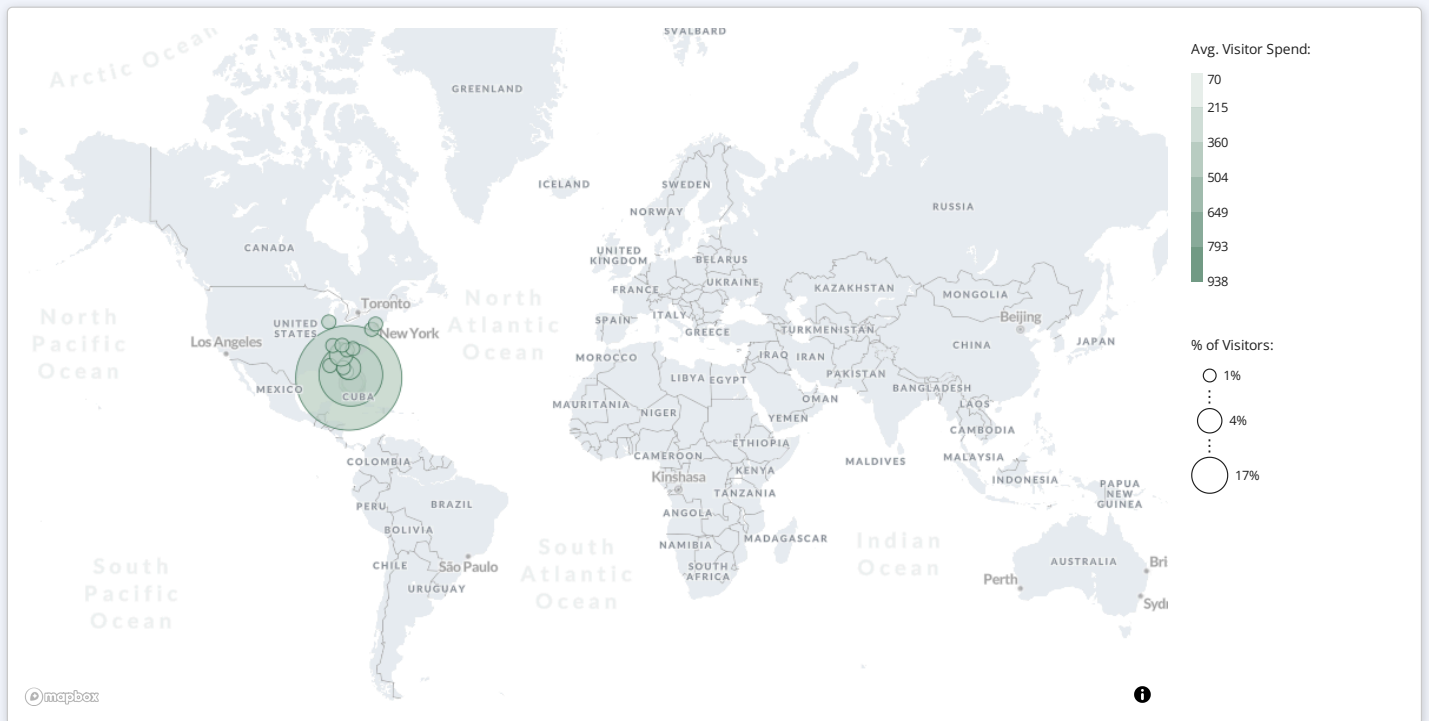 Arctic Ocean
SVALBARD
GREENLAND
ICELAND
SWEDEN
NORWAY
RUSSIA
CANADA
UNITED
KINGDOM
BELARUS
UKRAINE
FRANCE
KAZAKHSTAN
MONGOLIA
North
Pacific
Ocean
North
Atlantic
Ocean
Toronto
UNITED
STATES
New York
Los Angeles
SPAIN
ITALY
GREECE
TURKMENISTAN
Beijing
CHINA
JAPAN
MOROCCO
IRAQ
IRAN
PAKISTAN
LIBYA
EGYPT
BANGLADESH
MEXICO
CUBA
MAURITANIA
NIGER
OMAN
YEMEN
LAOS
CAMBODIA
ETHIOPIA
CAMEROON
COLOMBIA
MALDIVES
MALAYSIA
KENYA
Kinshasa
INDONESIA
TANZANIA
PAPUA
NEW
GUINEA
PERU
BRAZIL
ANGOLA
BOLIVIA
NAMIBIA
MADAGASCAR
South
Atlantic
Ocean
Indian
Ocean
CHILE
São Paulo
SOUTH
AFRICA
URUGUAY
South
Pacific
Ocean
AUSTRALIA
Bri
Perth
Sydı
mapbox
i
Avg. Visitor Spend:
70
215
360
504
649
793
938
% of Visitors:
1%
4%
17%